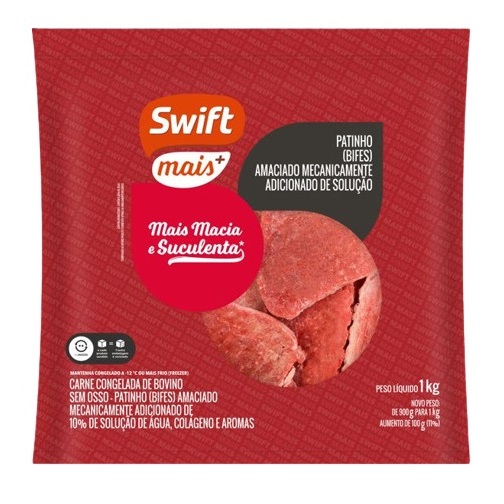 Swift
mais+
PATINHO
(BIFES)
AMACIADO MECANICAMENTE
ADICIONADO DE SOLUÇÃO
Mais Macia
e Suculenta*
MANTENHA CONGELADO A -12 °C OU MAIS FRIO (FREEZER)
CARNE CONGELADA DE BOVINO
SEM OSSO - PATINHO (BIFES) AMACIADO
MECANICAMENTE ADICIONADO DE
10% DE SOLUÇÃO DE ÁGUA, COLÁGENO E AROMAS
PESO LÍQUIDO 1kg
NOVO PESO:
DE 900 g PARA 1 kg
AUMENTO DE 100 g (11%)